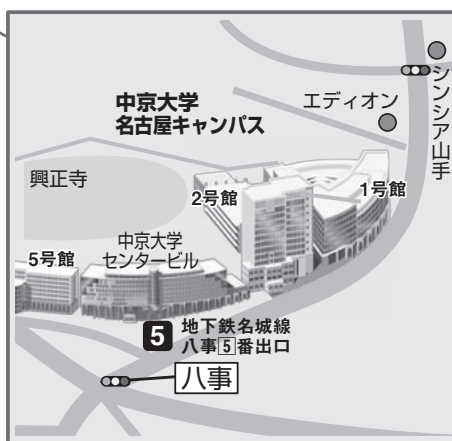 シンシア山手
エディオン
中京大学
名古屋キャンパス
興正寺
1号館
2号館
中京大学
センタービル
5号館
5
地下鉄名城線
八事5番出口
八事